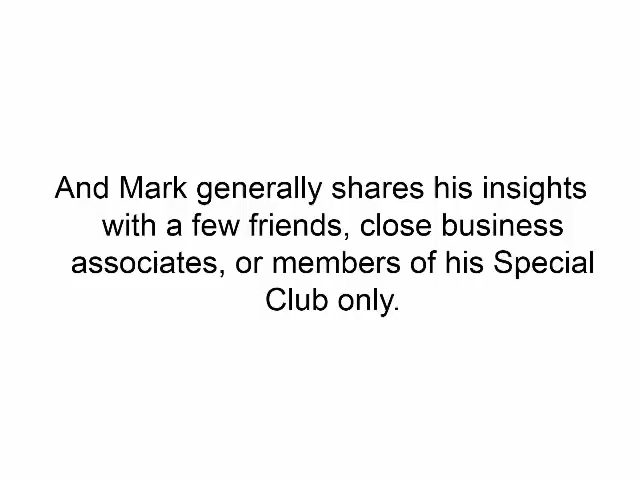 And Mark generally shares his insights
with a few friends, close business
associates, or members of his Special
Club only.